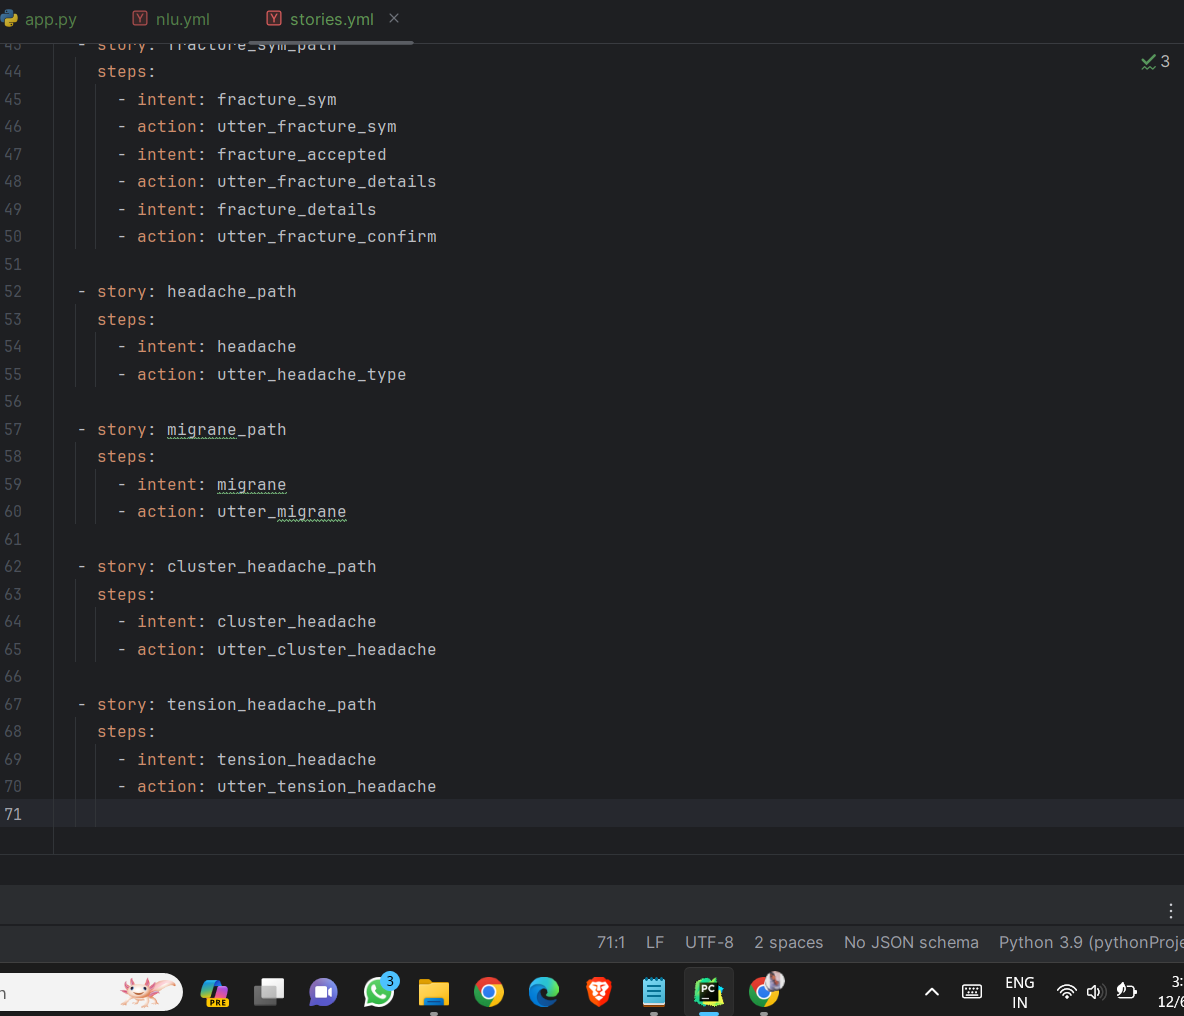 app.py
nlu.yml
stories.yml
43 - story: fracture_sym_path
44 steps:
3
45 - intent: fracture_sym
46 - action: utter_fracture_sym
47 - intent: fracture_accepted
48 - action: utter_fracture_details
49 - intent: fracture_details
50 - action: utter_fracture_confirm
51
52 - story: headache_path
53 steps:
54 - intent: headache
55 - action: utter_headache_type
56
57 - story: migrane_path
58 steps:
59 - intent: migrane
60 - action: utter_migrane
61
62 - story: cluster_headache_path
63 steps:
64 - intent: cluster_headache
65 - action: utter_cluster_headache
66
67 - story: tension_headache_path
68 steps:
69 - intent: tension_headache
70 - action: utter_tension_headache
71
71:1 LF UTF-8 2 spaces No JSON schema Python 3.9 (pythonProje
PRE
3
PC
ENG
IN
3:
12/6